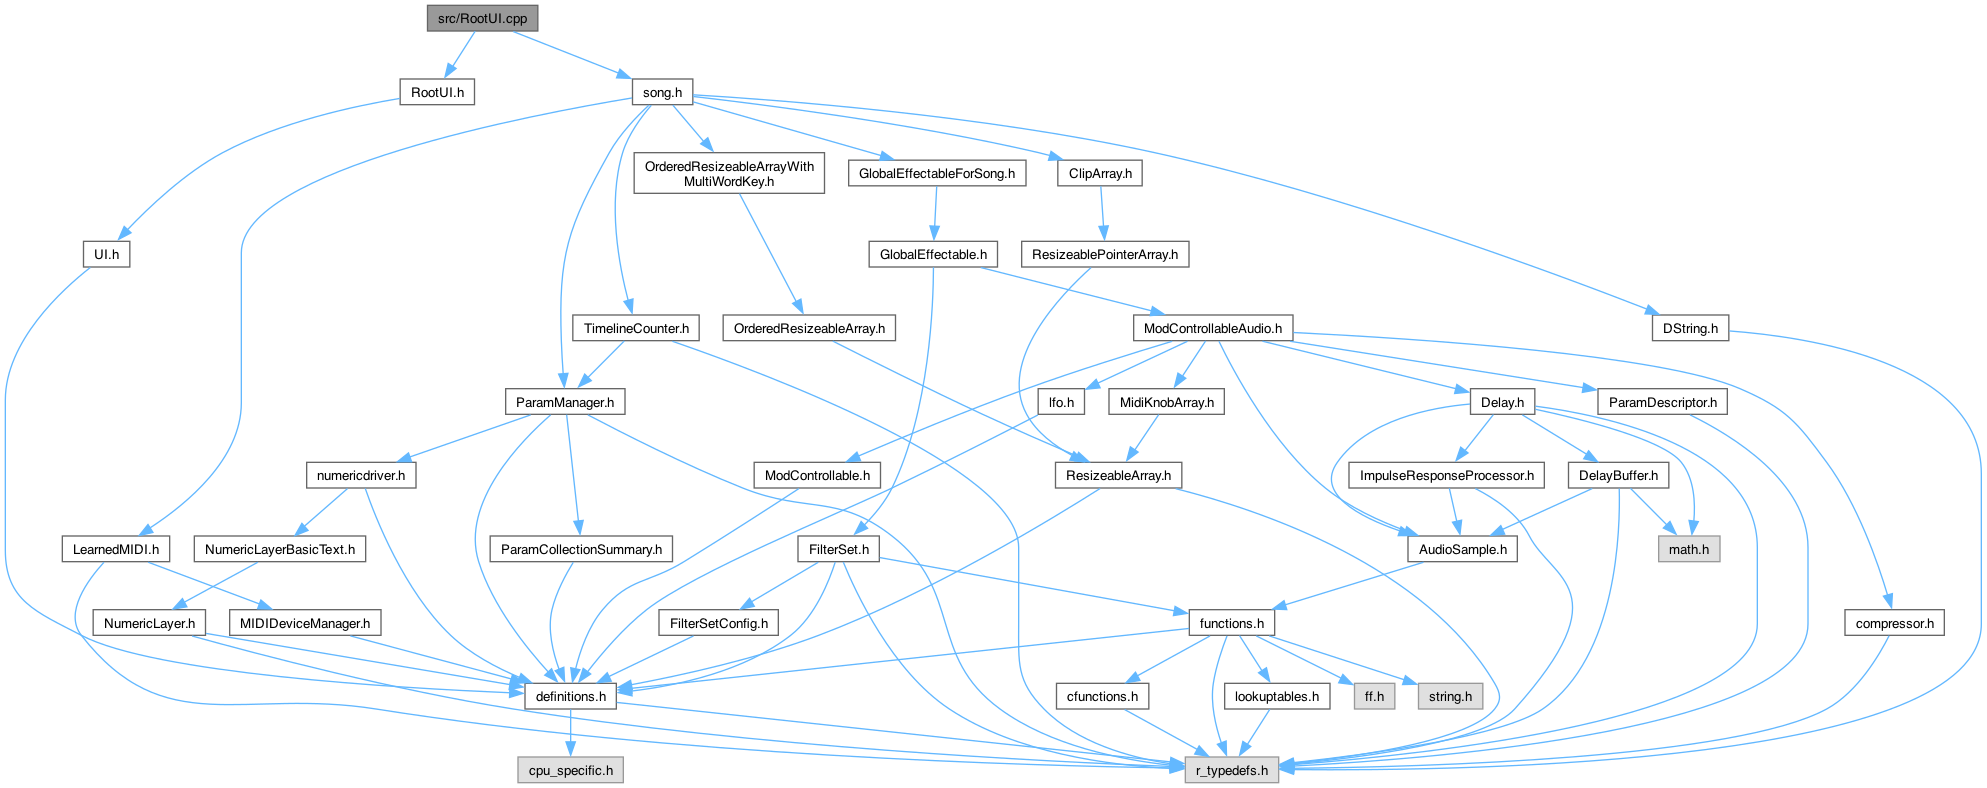 src/RootUI.cpp
RootUI.h
song.h
OrderedResizeableArrayWith
MultiWordKey.h
GlobalEffectableForSong.h
ClipArray.h
UI.h
GlobalEffectable.h
ResizeablePointerArray.h
TimelineCounter.h
OrderedResizeableArray.h
ModControllableAudio.h
DString.h
ParamManager.h
lfo.h
MidiKnobArray.h
Delay.h
ParamDescriptor.h
numericdriver.h
ModControllable.h
ResizeableArray.h
ImpulseResponseProcessor.h
DelayBuffer.h
LearnedMIDI.h
NumericLayerBasicText.h
ParamCollectionSummary.h
FilterSet.h
AudioSample.h
math.h
NumericLayer.h
MIDIDeviceManager.h
FilterSetConfig.h
functions.h
compressor.h
definitions.h
cfunctions.h
lookuptables.h
ff.h
string.h
cpu_specific.h
r_typedefs.h